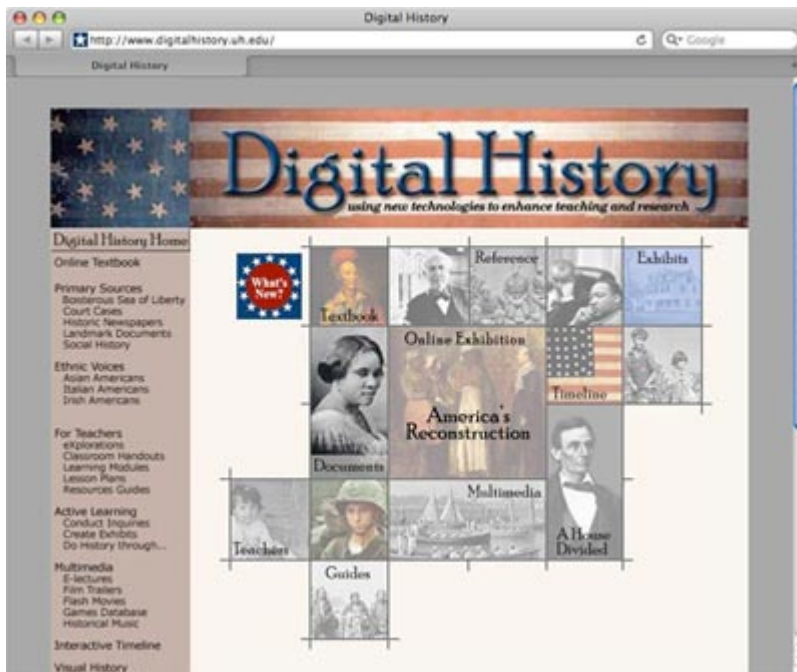 Digital History
http://www.digitalhistory.uh.edu/
Google
Digital History
Digital History
using new technologies to enhance teaching and research
Digital History Home
Online Textbook
Primary Sources
Boisterous Sea of Liberty
Court Cases
Historic Newspapers
Landmark Documents
Social History
Ethnic Voices
Asian Americans
Italian Americans
Irish Americans
For Teachers
eXplorations
Classroom Handouts
Learning Modules
Lesson Plans
Resources Guides
Active Learning
Conduct Inquiries
Create Exhibits
Do History through...
Multimedia
E-lectures
Film Trailers
Flash Movies
Games Database
Historical Music
Interactive Timeline
Visual History
What's
New?
Textbook
Reference
Exhibits
Online Exhibition
America's
Reconstruction
Timeline
Documents
Multimedia
A House
Divided
Teachers
Guides